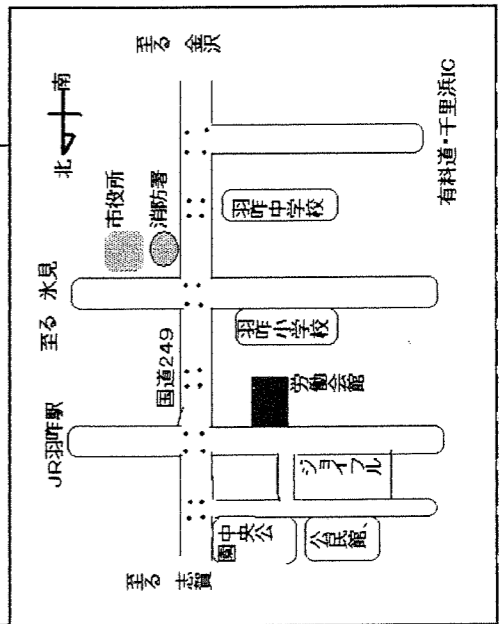 至る 金沢
北 南
市役所
消防署
羽咋中学校
有料道・千里浜IC
至る 氷見
羽咋小学校
国道249
労働会館
JR羽咋駅
ジョイフル
中央公
園
公民館、
至る 志賀